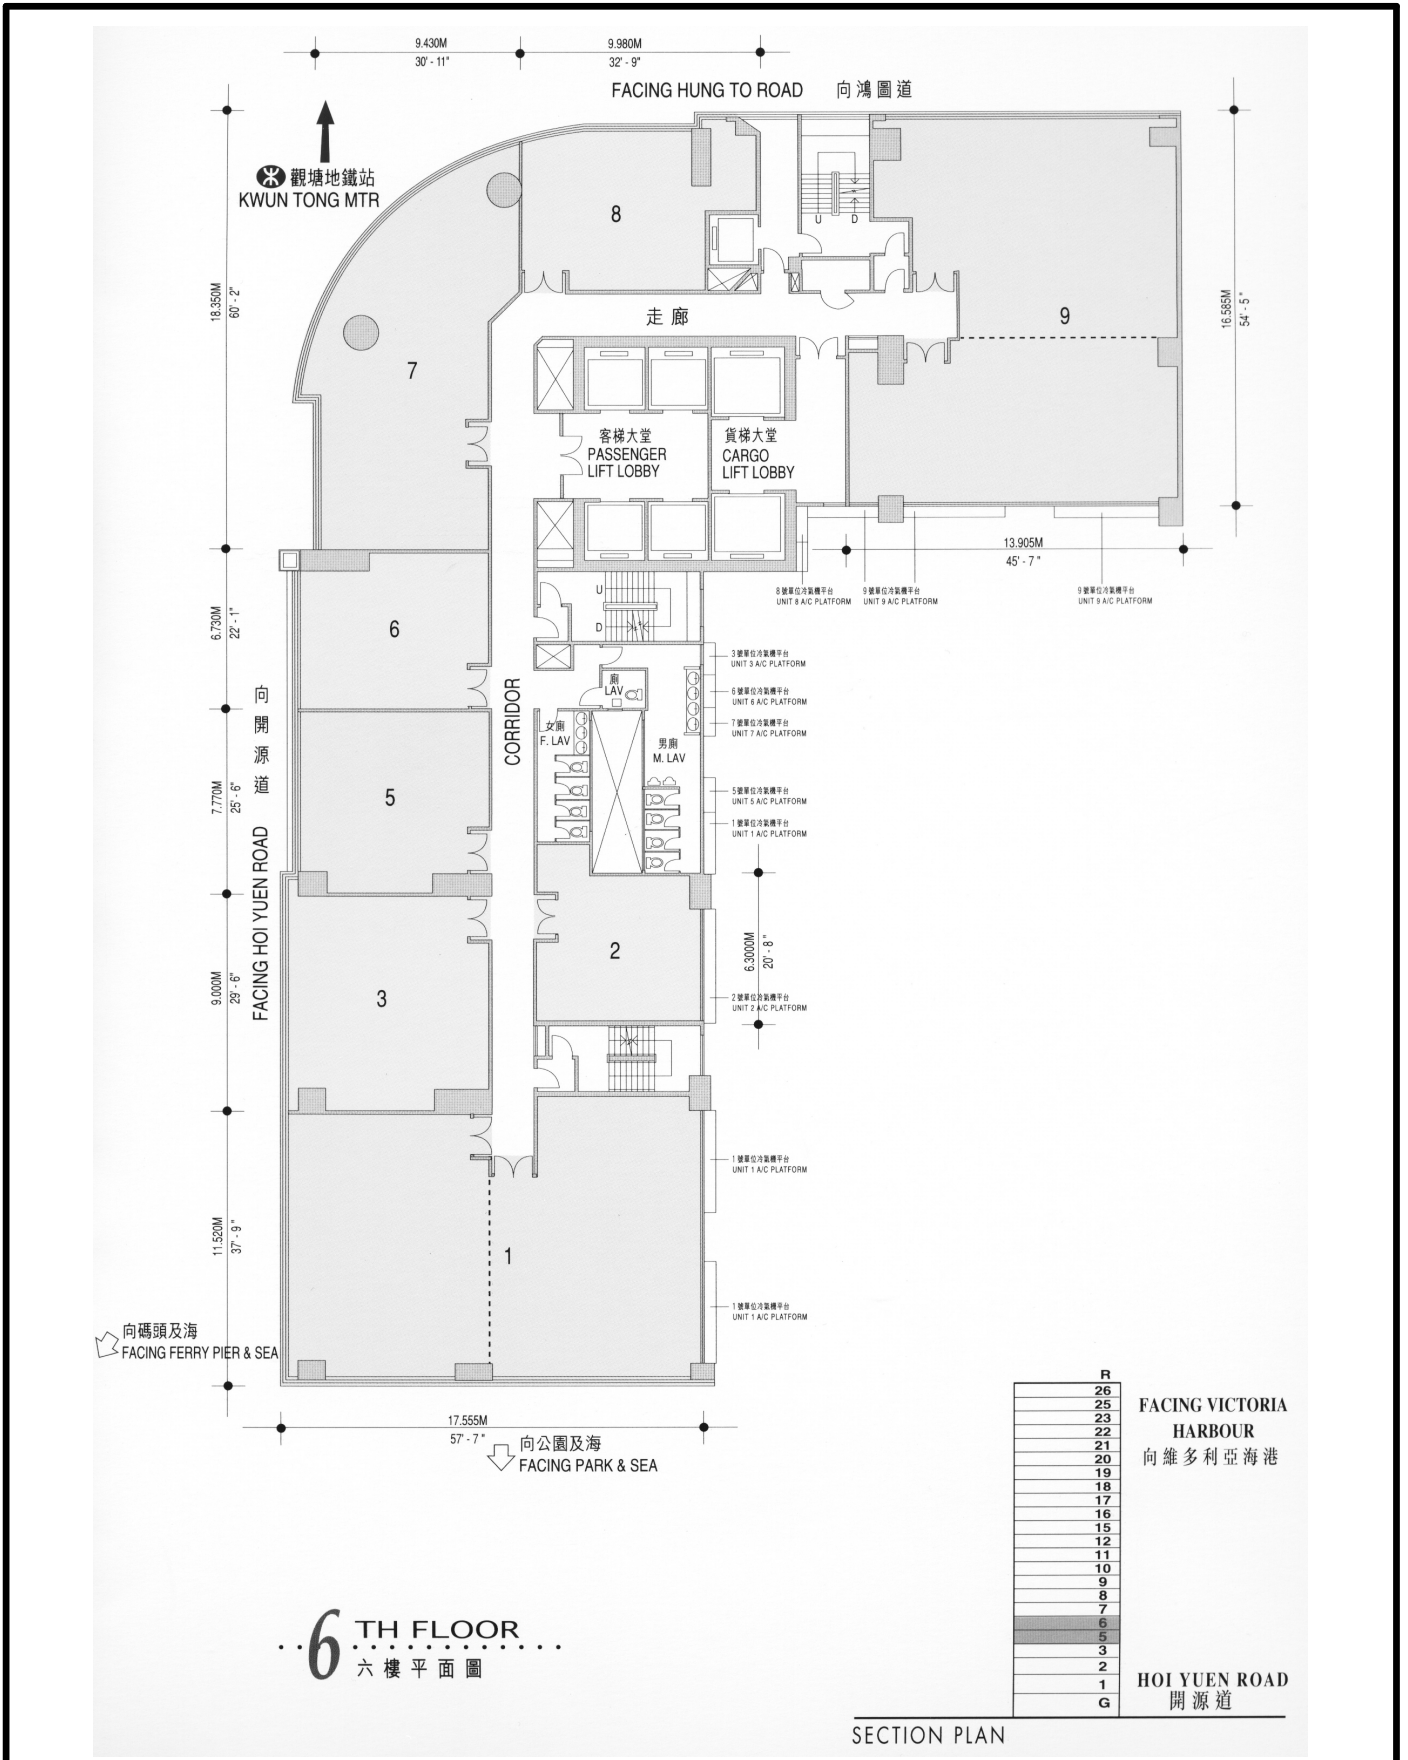 9.430M
30' - 11"
9.980M
32' - 9"
FACING HUNG TO ROAD 向鴻圖道
觀塘地鐵站
KWUN TONG MTR
18.350M
60' - 2"
16.585M
54' - 5"
8
U D
走廊
9
7
客梯大堂
PASSENGER
LIFT LOBBY
貨梯大堂
CARGO
LIFT LOBBY
13.905M
45' - 7"
8號單位冷氣機平台
UNIT 8 A/C PLATFORM
9號單位冷氣機平台
UNIT 9 A/C PLATFORM
9號單位冷氣機平台
UNIT 9 A/C PLATFORM
6.730M
22' - 1"
6
U
D
3號單位冷氣機平台
UNIT 3 A/C PLATFORM
6號單位冷氣機平台
UNIT 6 A/C PLATFORM
7號單位冷氣機平台
UNIT 7 A/C PLATFORM
廁
LAV
女廁
F. LAV
男廁
M. LAV
CORRIDOR
向開源道
FACING HOI YUEN ROAD
7.770M
25' - 6"
5
5號單位冷氣機平台
UNIT 5 A/C PLATFORM
1號單位冷氣機平台
UNIT 1 A/C PLATFORM
9.000M
29' - 6"
3
2
6.3000M
20' - 8"
2號單位冷氣機平台
UNIT 2 A/C PLATFORM
11.520M
37' - 9"
1
1號單位冷氣機平台
UNIT 1 A/C PLATFORM
1號單位冷氣機平台
UNIT 1 A/C PLATFORM
向碼頭及海
FACING FERRY PIER & SEA
17.555M
57' - 7"
向公園及海
FACING PARK & SEA
R
26
25
23
22
21
20
19
18
17
16
15
12
11
10
9
8
7
6
5
3
2
1
G
FACING VICTORIA
HARBOUR
向維多利亞海港
HOI YUEN ROAD
開源道
SECTION PLAN
6 TH FLOOR
六樓平面圖